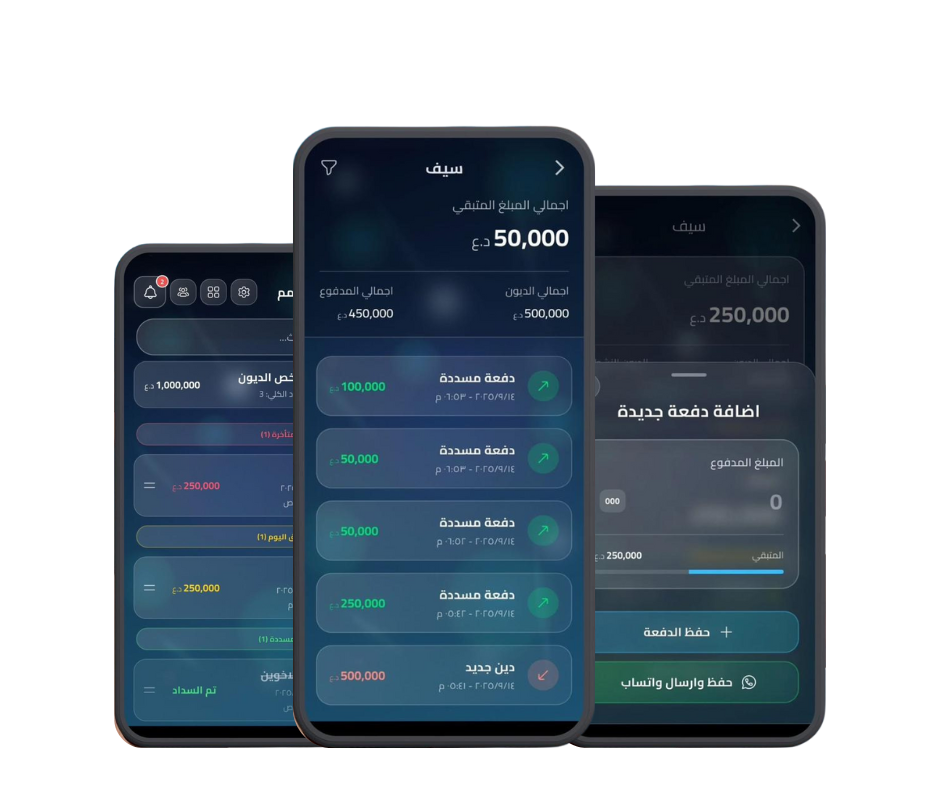 سيف
اجمالي المبلغ المتبقي
50,000 د.ع
اجمالي الديون
اجمالي المدفوع
500,000 د.ع
450,000 د.ع
دفعة مسددة
100,000 د.ع
٢٠٢٥/٩/١٤ - ٠٦:٥٣ م
دفعة مسددة
50,000 د.ع
٢٠٢٥/٩/١٤ - ٠٦:٥٣ م
دفعة مسددة
50,000 د.ع
٢٠٢٥/٩/١٤ - ٠٦:٥٢ م
دفعة مسددة
250,000 د.ع
٢٠٢٥/٩/١٤ - ٠٥:٤٢ م
دين جديد
500,000 د.ع
٢٠٢٥/٩/١٤ - ٠٥:٤١ م
سيف
اجمالي المبلغ المتبقي
250,000 د.ع
اضافة دفعة جديدة
المبلغ المدفوع
0
000
المتبقي
250,000 د.ع
حفظ الدفعة
حفظ وارسال واتساب
2
الديون
1,000,000 د.ع
الكلي: 3
(1)
250,000 د.ع
اليوم (1)
250,000 د.ع
(1)
تم السداد